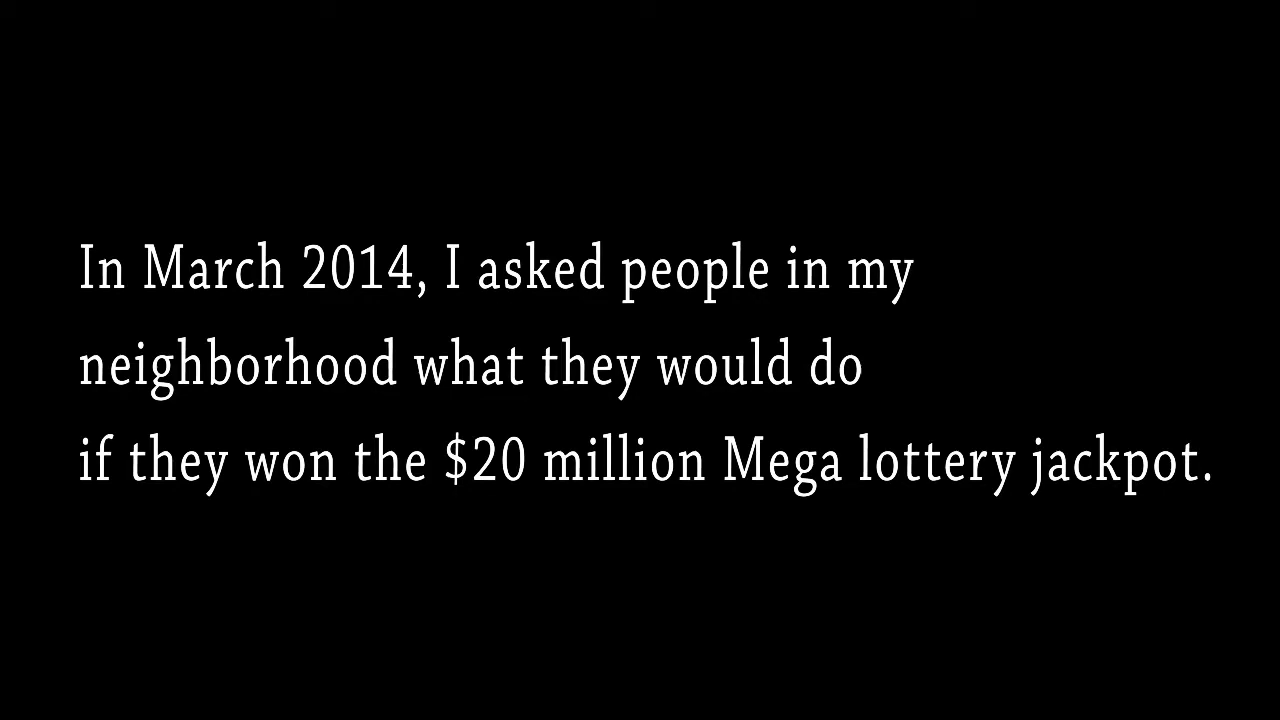 In March 2014, I asked people in my
neighborhood what they would do
if they won the $20 million Mega lottery jackpot.